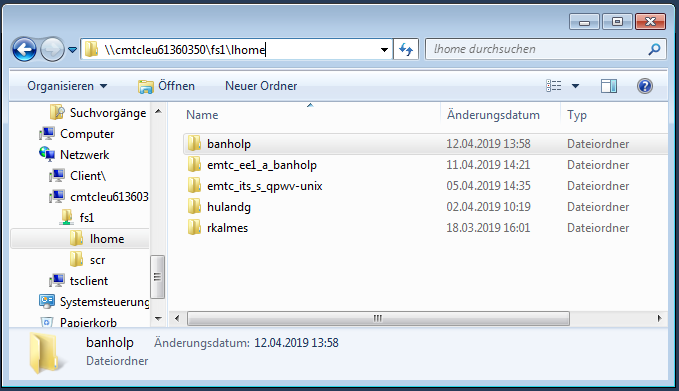 \\cmtcleu61360350\fs1\lhome
lhome durchsuchen
Organisieren
Öffnen
Neuer Ordner
Suchvorgänge
Computer
Netzwerk
Client\
cmtcleu613603
fs1
lhome
scr
tsclient
Systemsteuerung
Papierkorb
Name Änderungsdatum Typ
banholp 12.04.2019 13:58 Dateiordner
emtc_ee1_a_banholp 11.04.2019 14:21 Dateiordner
emtc_its_s_qpwv-unix 05.04.2019 14:35 Dateiordner
hulandg 02.04.2019 10:19 Dateiordner
rkalmes 18.03.2019 16:01 Dateiordner
banholp Änderungsdatum: 12.04.2019 13:58
Dateiordner